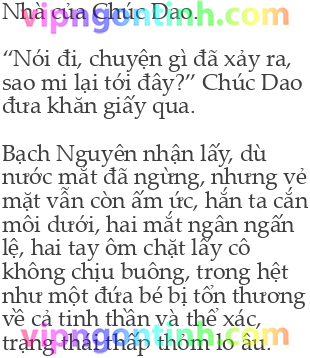 Nhà của Chúc Dao.
vipngontinh.com
“Nói đi, chuyện gì đã xảy ra,
sao mi lại tới đây?” Chúc Dao
đưa khăn giấy qua.
Bạch Nguyên nhận lấy, dù
nước mắt đã ngừng, nhưng vẻ
mặt vẫn còn ấm ức, hắn ta cắn
môi dưới, hai mắt ngân ngấn
lệ, hai tay ôm chặt lấy cô
không chịu buông, trong hệt
như một đứa bé bị tổn thương
về cả tinh thần và thể xác,
trạng thái thấp thỏm lo âu.
vipngontinh.com